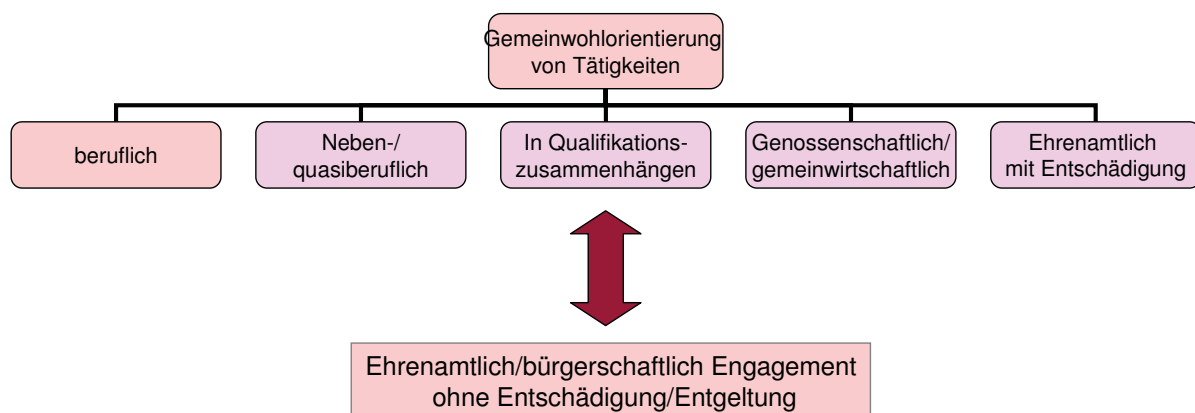 Gemeinwohlorientierung
von Tätigkeiten
beruflich
Neben-/
quasiberuflich
In Qualifikations-
zusammenhängen
Genossenschaftlich/
gemeinwirtschaftlich
Ehrenamtlich
mit Entschädigung
Ehrenamtlich/bürgerschaftlich Engagement
ohne Entschädigung/Entgeltung